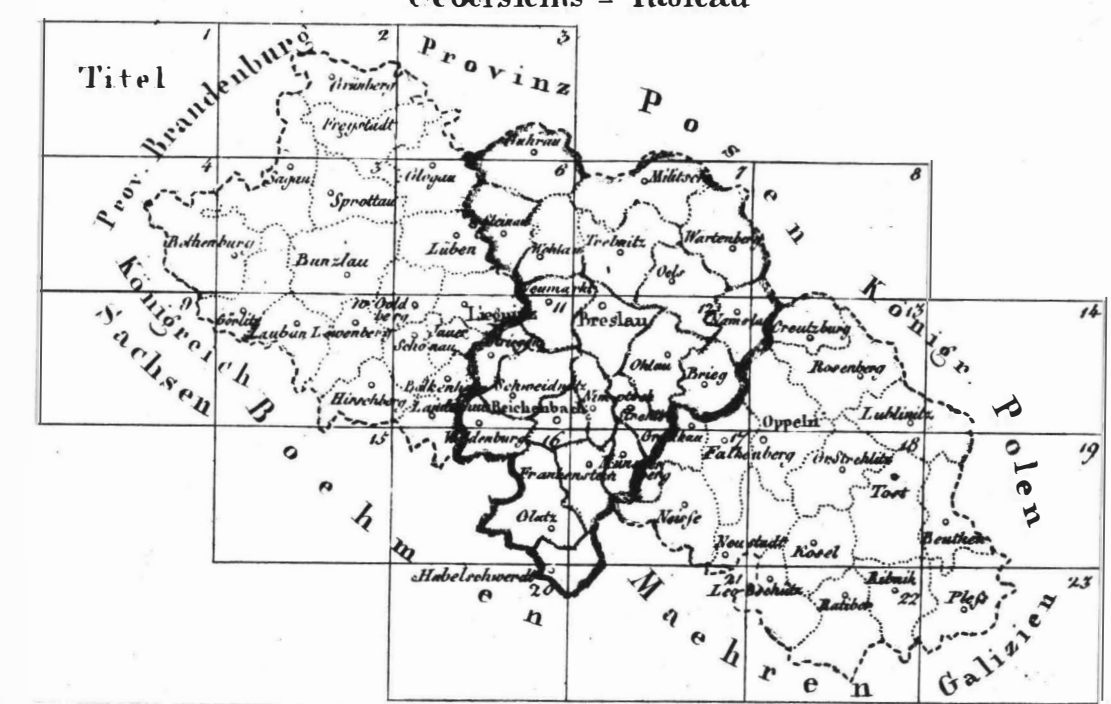 Uebersichts - Tableau
1
2
3
Titel
Prov. Brandenburg
Provinz Posen
Grünberg
Freystadt
Guhrau
4
Sagan
5
Glogau
6
Militsch
7
8
Sprottau
Steinau
Rothenburg
Lüben
Wohlau
Trebnitz
Wartenberg
Bunzlau
Oels
Königreich Sachsen
9
10
Goldberg
Neumarkt
11
12
13
14
Görlitz
Lauban
Löwenberg
Liegnitz
Breslau
Namslau
Creutzburg
Königr. Polen
Jauer
Schönau
Striegau
Ohlau
Brieg
Rosenberg
Bolkenhain
Schweidnitz
Nimptsch
Hirschberg
Landeshut
Reichenbach
Strehlen
Lublinitz
Oppeln
15
Waldenburg
16
Grottkau
17
Falkenberg
18
19
Gr. Strehlitz
Frankenstein
Münsterberg
Tost
Glatz
Neisse
Neustadt
Kosel
Beuthen
Boehmen
Habelschwerdt
20
21
Leobschütz
Ribnik
22
23
Ratibor
Pleß
Maehren
Galizien